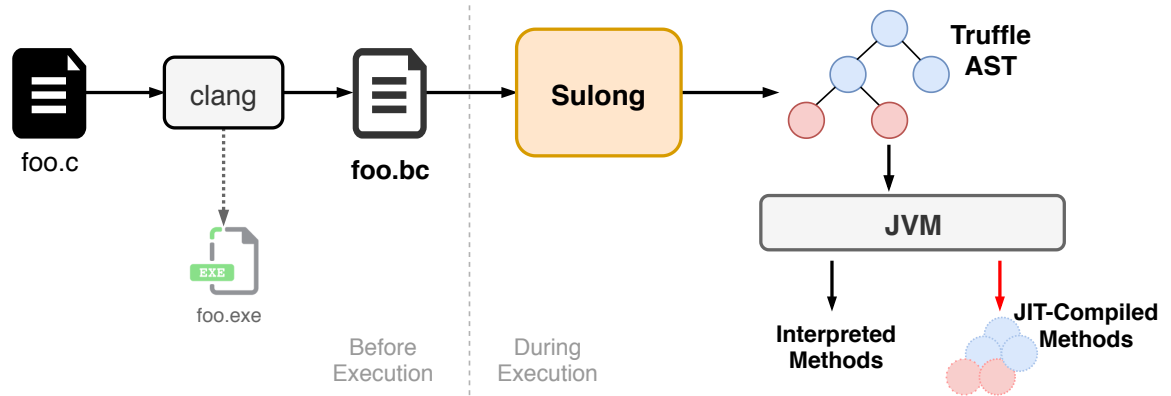 foo.c
clang
EXE
foo.exe
foo.bc
Before
Execution
During
Execution
Sulong
Truffle
AST
JVM
Interpreted
Methods
JIT-Compiled
Methods